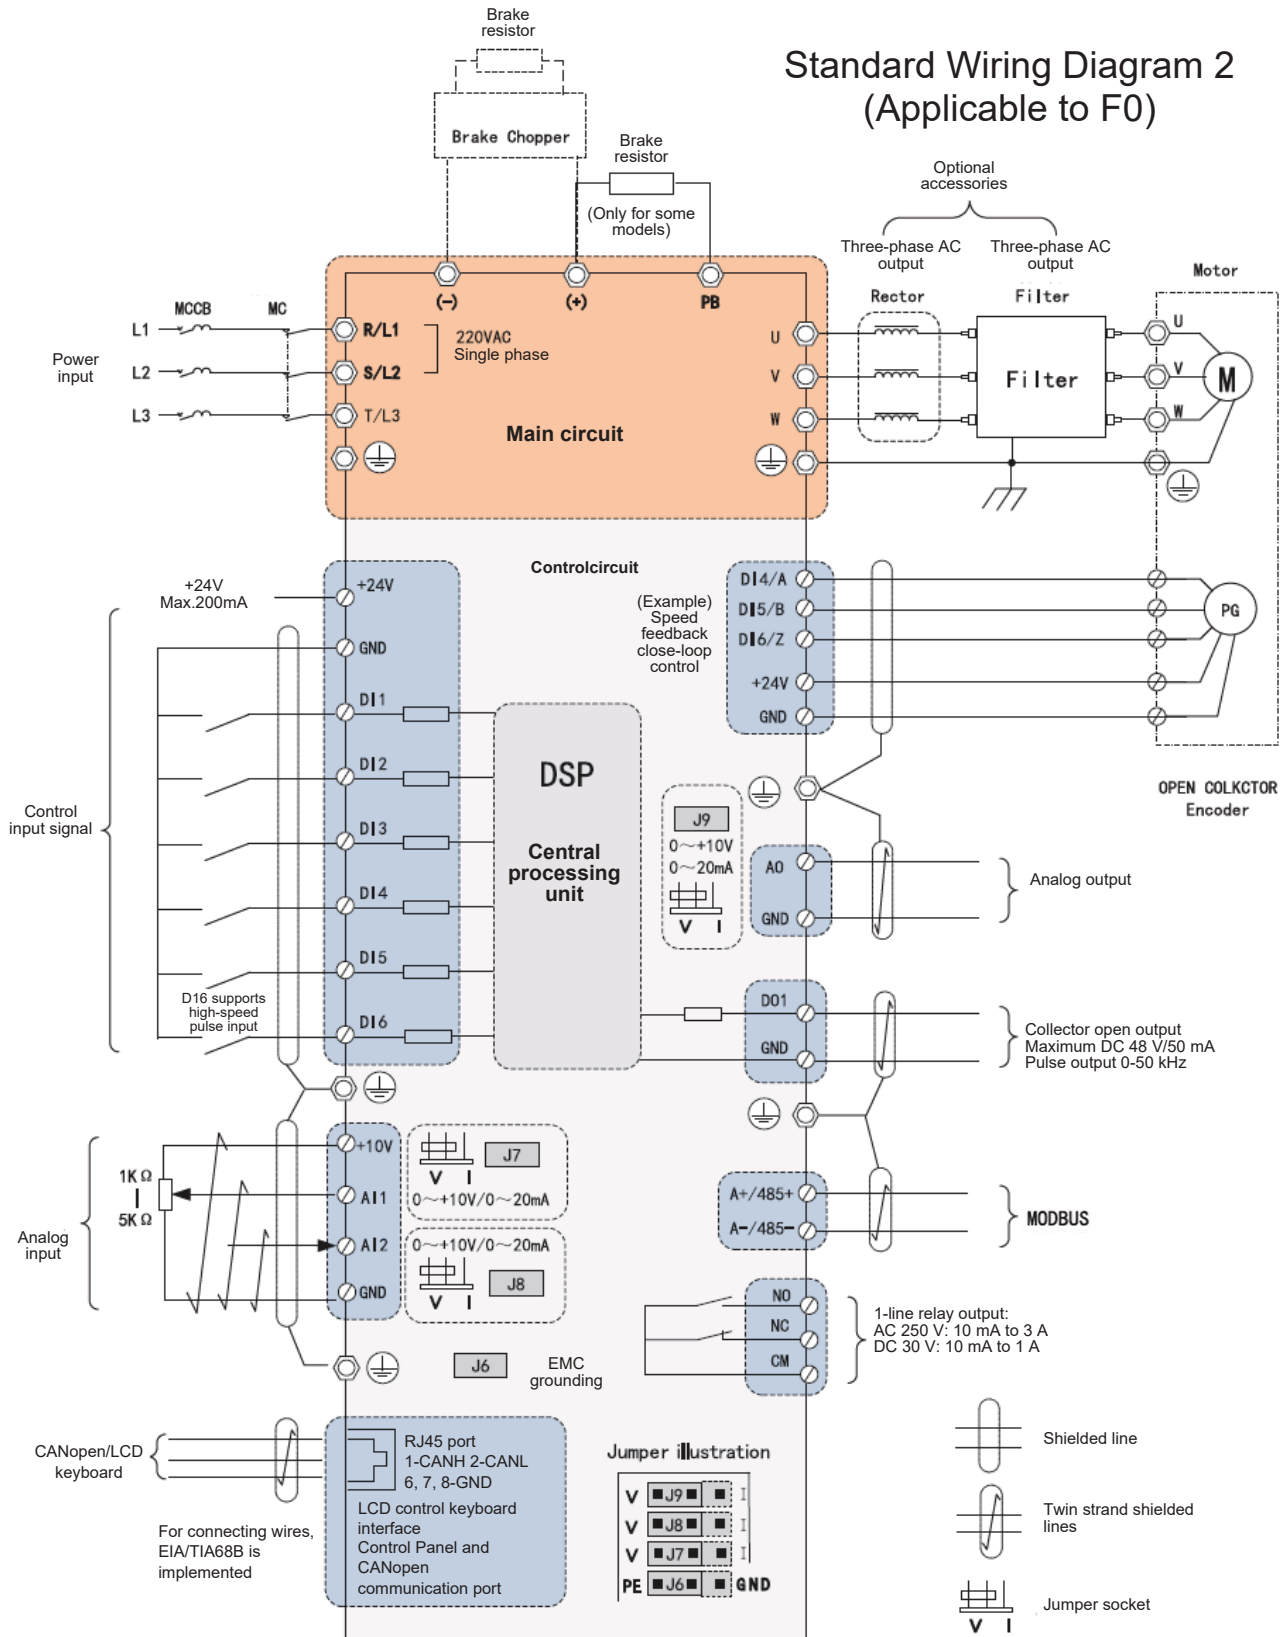 Brake
resistor
Standard Wiring Diagram 2
(Applicable to F0)
Brake Chopper
Brake
resistor
(Only for some
models)
Optional
accessories
Three-phase AC
output
Three-phase AC
output
Rector
Filter
Motor
(-)
(+)
PB
MCCB
MC
L1
L2
L3
Power
input
R/L1
S/L2
T/L3
220VAC
Single phase
Main circuit
U
V
W
Filter
U
V
W
M
Controlcircuit
+24V
Max.200mA
+24V
GND
DI1
DI2
DI3
DI4
DI5
DI6
Control
input signal
D16 supports
high-speed
pulse input
DSP
Central
processing
unit
(Example)
Speed
feedback
close-loop
control
DI4/A
DI5/B
DI6/Z
+24V
GND
PG
OPEN COLKCTOR
Encoder
J9
0~+10V
0~20mA
V I
AO
GND
Analog output
DO1
GND
Collector open output
Maximum DC 48 V/50 mA
Pulse output 0-50 kHz
Analog
input
1KΩ
|
5KΩ
+10V
AI1
AI2
GND
J7
V I
0~+10V/0~20mA
0~+10V/0~20mA
J8
V I
A+/485+
A-/485-
MODBUS
NO
NC
CM
1-line relay output:
AC 250 V: 10 mA to 3 A
DC 30 V: 10 mA to 1 A
J6
EMC
grounding
CANopen/LCD
keyboard
For connecting wires,
EIA/TIA68B is
implemented
RJ45 port
1-CANH 2-CANL
6, 7, 8-GND
LCD control keyboard
interface
Control Panel and
CANopen
communication port
Jumper illustration
V J9 I
V J8 I
V J7 I
PE J6 GND
Shielded line
Twin strand shielded
lines
Jumper socket
V I